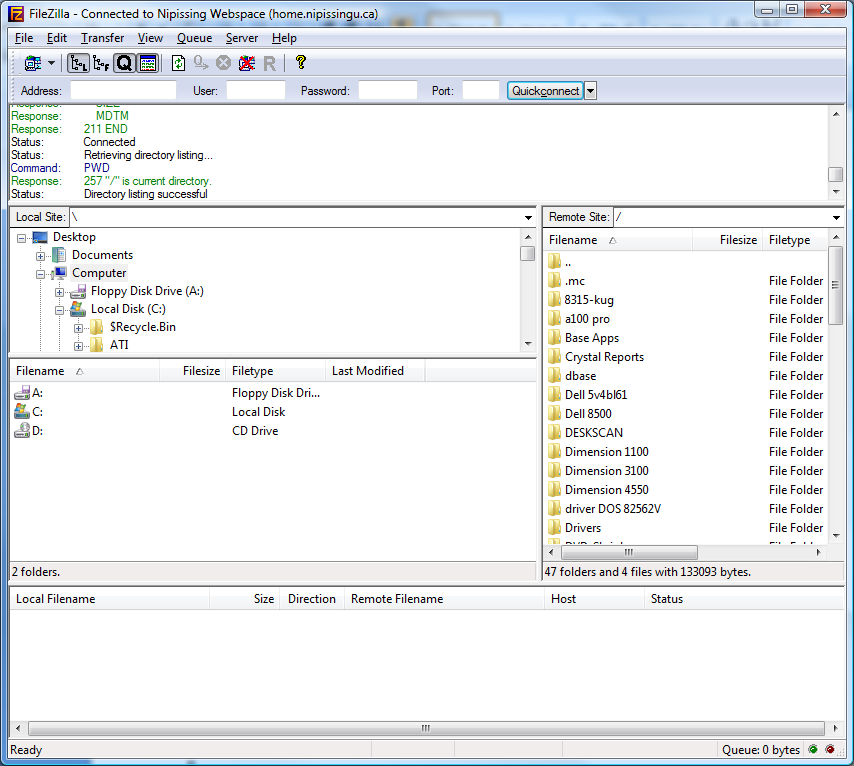 FileZilla - Connected to Nipissing Webspace (home.nipissingu.ca)
File Edit Transfer View Queue Server Help
Address: User: Password: Port: Quickconnect
Response: MDTM
Response: 211 END
Status: Connected
Status: Retrieving directory listing...
Command: PWD
Response: 257 "/" is current directory.
Status: Directory listing successful
Local Site: \
Desktop
Documents
Computer
Floppy Disk Drive (A:)
Local Disk (C:)
$Recycle.Bin
ATI
Filename Filesize Filetype Last Modified
A: Floppy Disk Dri...
C: Local Disk
D: CD Drive
2 folders.
Remote Site: /
Filename Filesize Filetype
..
.mc File Folder
8315-kug File Folder
a100 pro File Folder
Base Apps File Folder
Crystal Reports File Folder
dbase File Folder
Dell 5v4bl61 File Folder
Dell 8500 File Folder
DESKSCAN File Folder
Dimension 1100 File Folder
Dimension 3100 File Folder
Dimension 4550 File Folder
driver DOS 82562V File Folder
Drivers File Folder
47 folders and 4 files with 133093 bytes.
Local Filename Size Direction Remote Filename Host Status
Ready Queue: 0 bytes